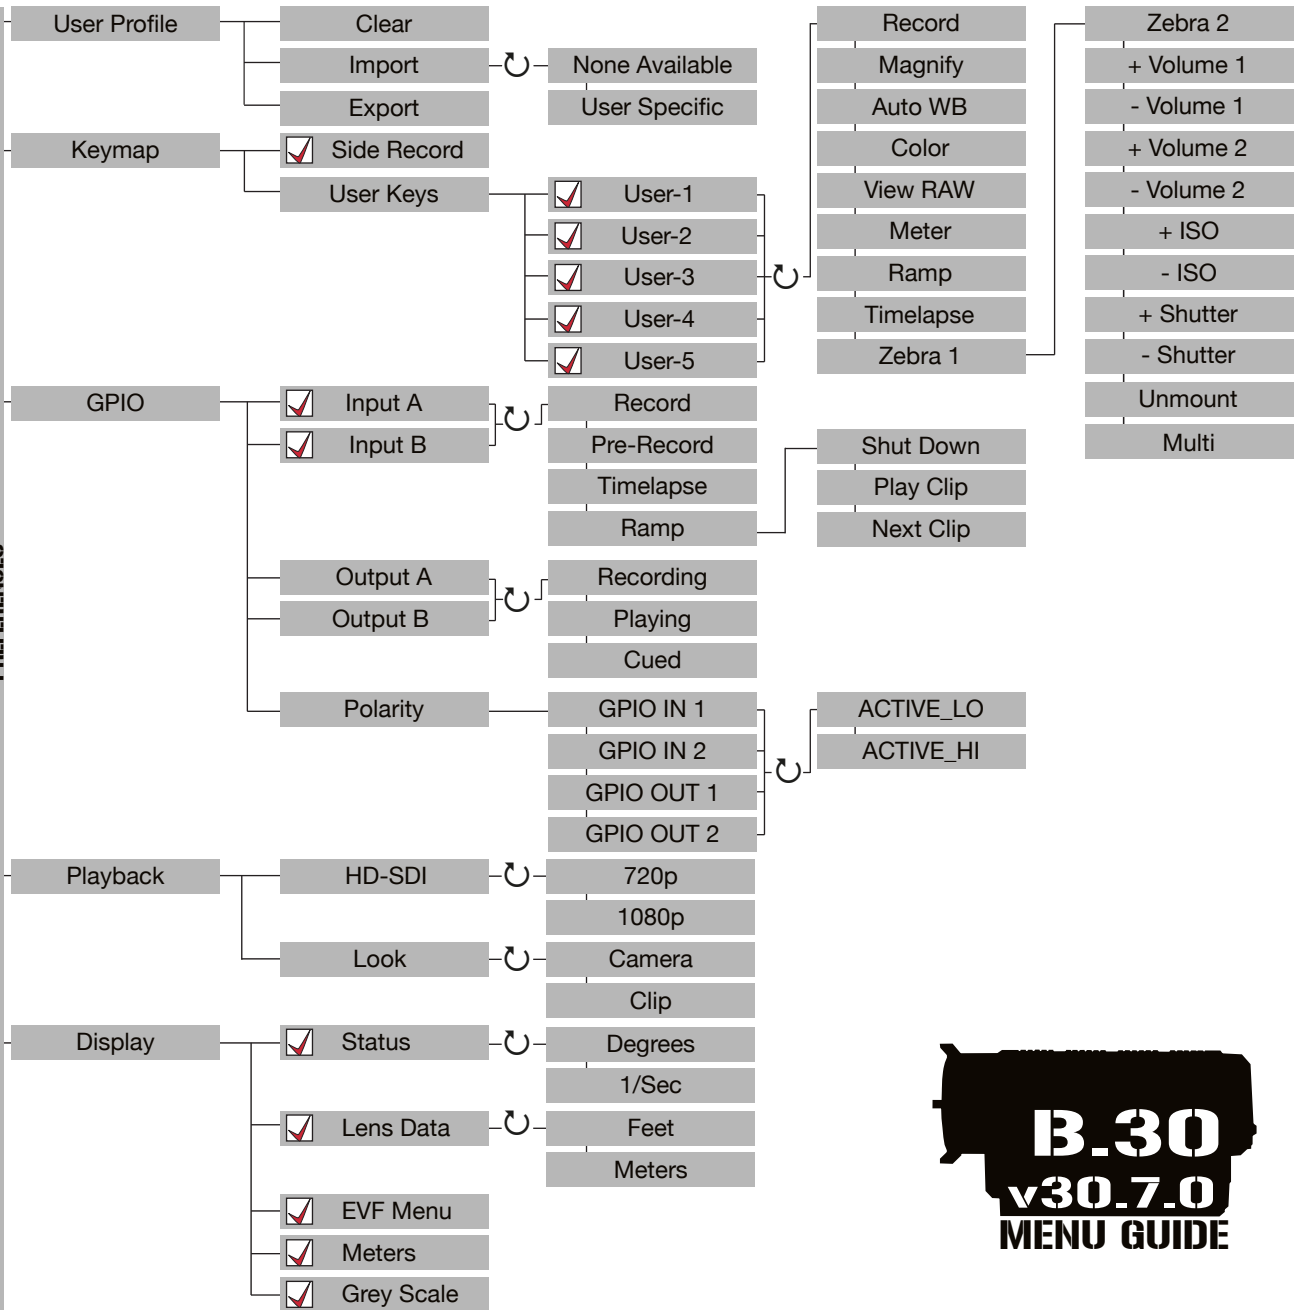 User Profile
Clear
Import
None Available
User Specific
Export
Keymap
Side Record
User Keys
User-1
User-2
User-3
User-4
User-5
Record
Magnify
Auto WB
Color
View RAW
Meter
Ramp
Timelapse
Zebra 1
Zebra 2
+ Volume 1
- Volume 1
+ Volume 2
- Volume 2
+ ISO
- ISO
+ Shutter
- Shutter
Unmount
Multi
GPIO
Input A
Input B
Record
Pre-Record
Timelapse
Ramp
Shut Down
Play Clip
Next Clip
Output A
Output B
Recording
Playing
Cued
Polarity
GPIO IN 1
GPIO IN 2
GPIO OUT 1
GPIO OUT 2
ACTIVE_LO
ACTIVE_HI
Playback
HD-SDI
720p
1080p
Look
Camera
Clip
Display
Status
Degrees
1/Sec
Lens Data
Feet
Meters
EVF Menu
Meters
Grey Scale
B.30
v30.7.0
MENU GUIDE